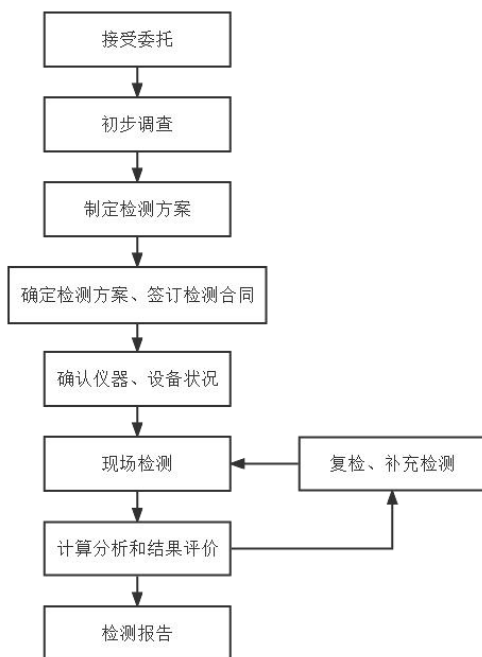 接受委托
初步调查
制定检测方案
确定检测方案、签订检测合同
确认仪器、设备状况
现场检测
复检、补充检测
计算分析和结果评价
检测报告